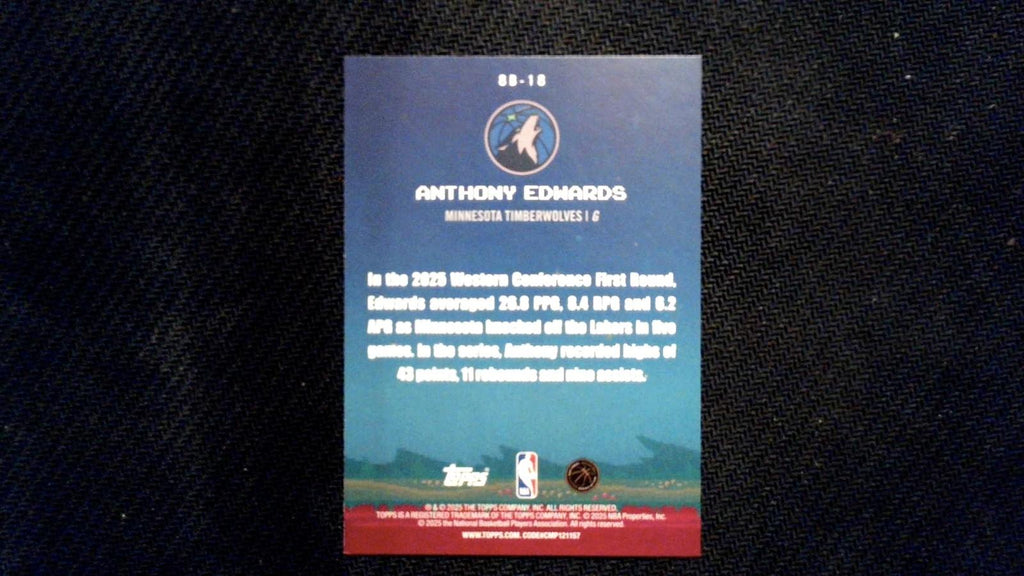 8B-18
ANTHONY EDWARDS
MINNESOTA TIMBERWOLVES | G
In the 2025 Western Conference First Round,
Edwards averaged 26.8 PPG, 8.4 RPG and 6.2
APG as Minnesota knocked off the Lakers in five
games. In the series, Anthony recorded highs of
43 points, 11 rebounds and nine assists.
Topps
® & © 2025 THE TOPPS COMPANY, INC. ALL RIGHTS RESERVED.
TOPPS IS A REGISTERED TRADEMARK OF THE TOPPS COMPANY, INC. © 2025 NBA Properties, Inc.
© 2025 the National Basketball Players Association. All rights reserved.
WWW.TOPPS.COM. CODE#CMP121157